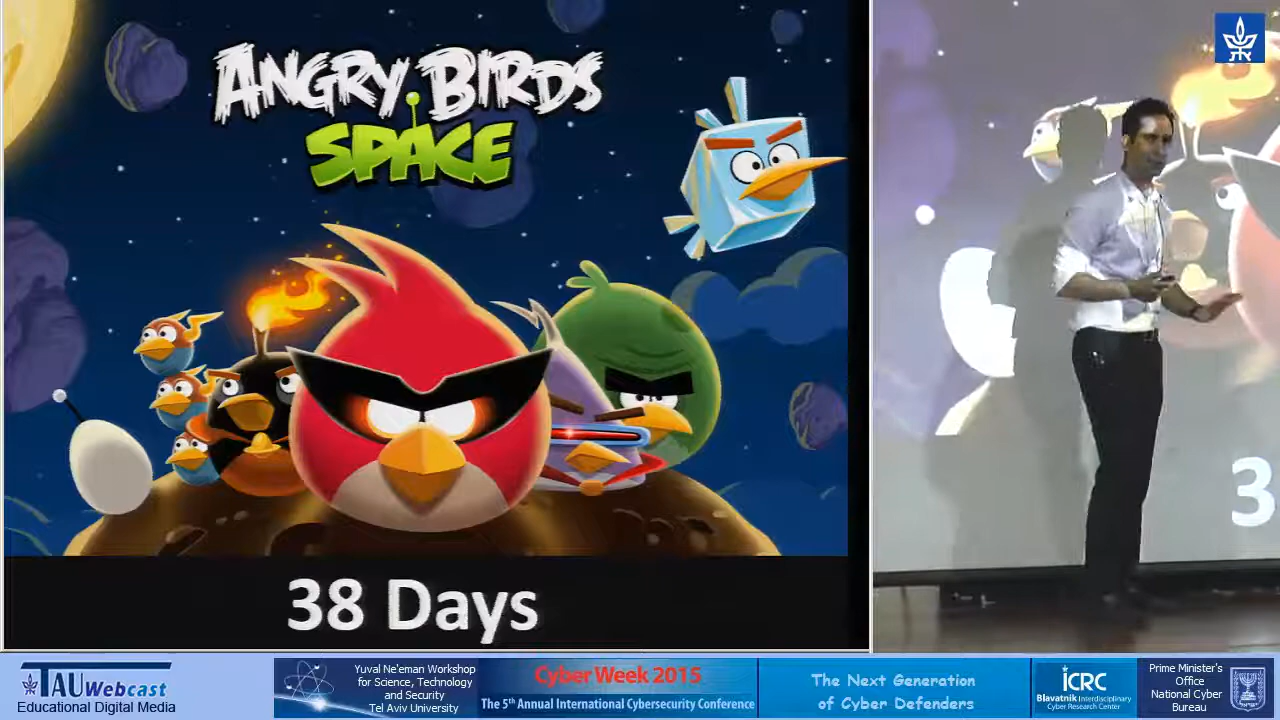 ANGRY BIRDS
SPACE
38 Days
3
TAU Webcast
Educational Digital Media
Yuval Ne'eman Workshop
for Science, Technology
and Security
Tel Aviv University
Cyber Week 2015
The 5th Annual International Cybersecurity Conference
The Next Generation
of Cyber Defenders
iCRC
Blavatnik Interdisciplinary
Cyber Research Center
Prime Minister's
Office
National Cyber
Bureau